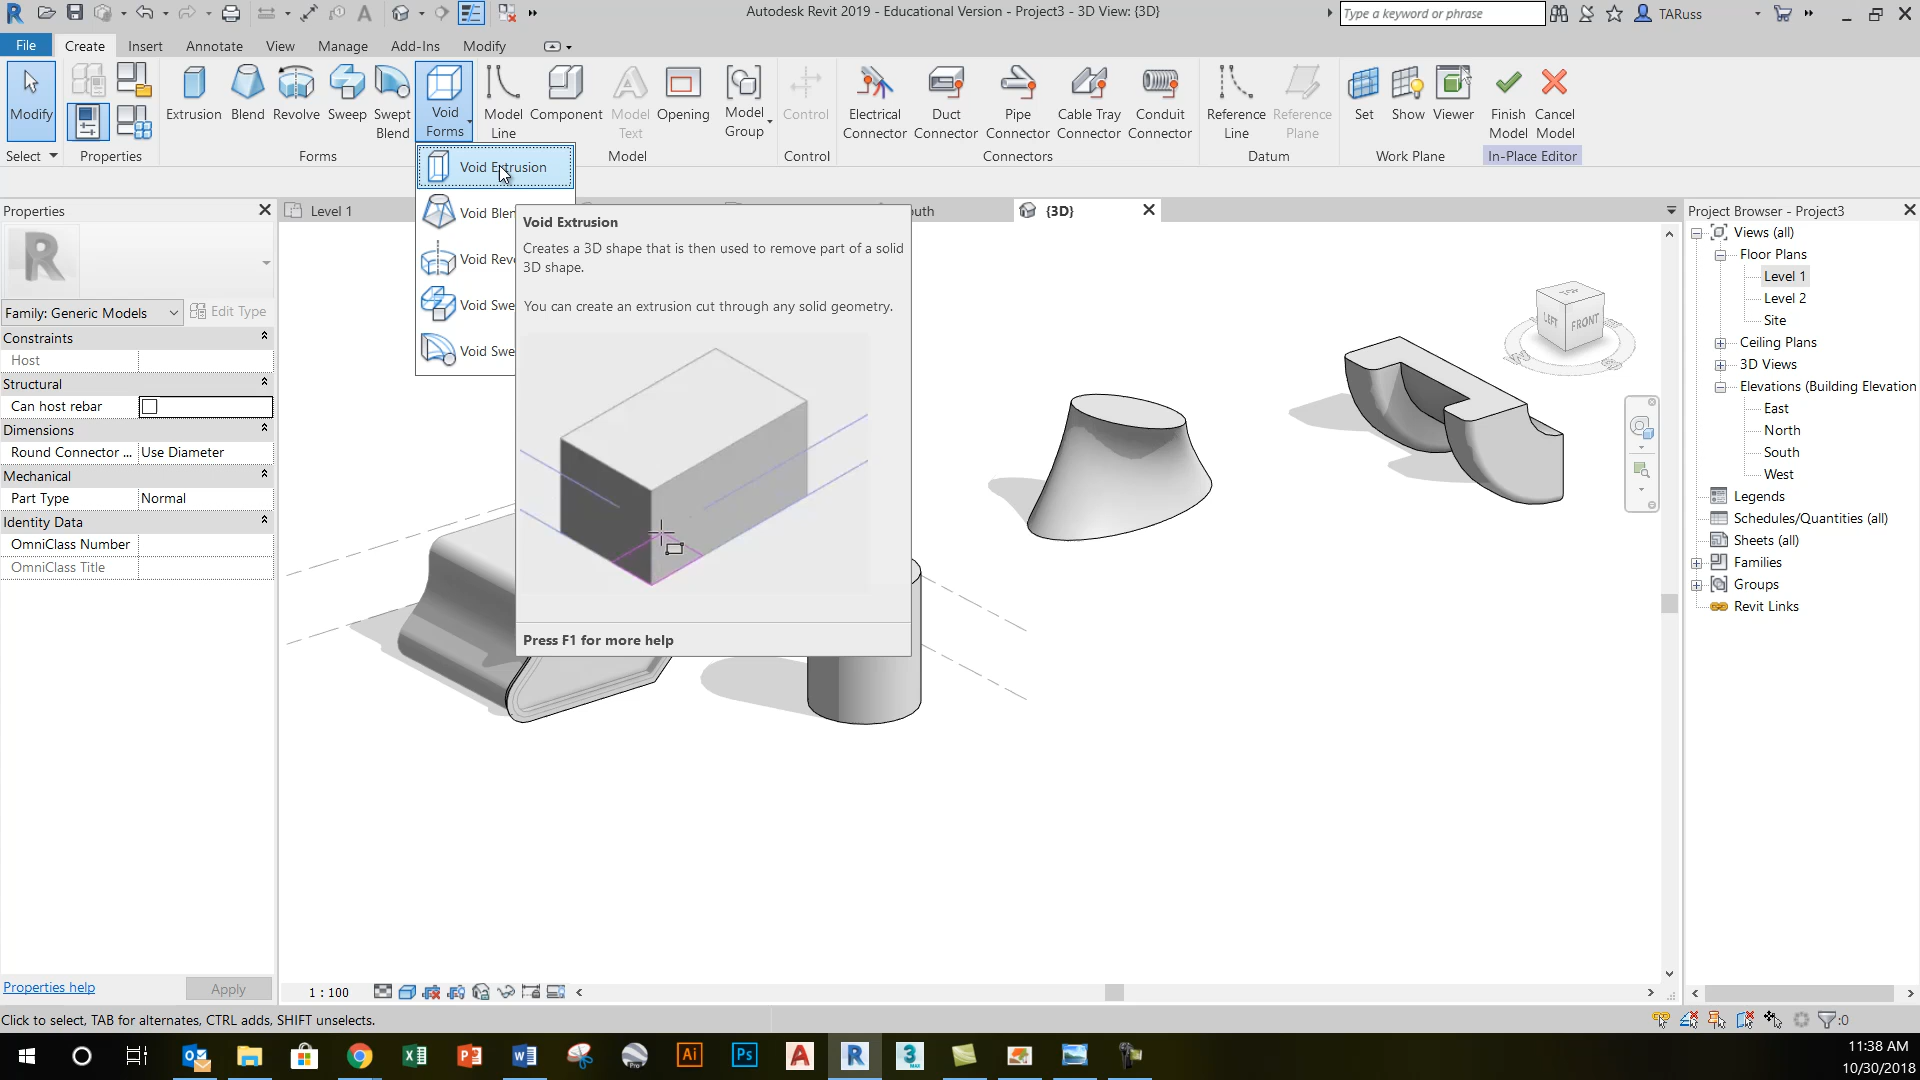 Autodesk Revit 2019 - Educational Version - Project3 - 3D View: {3D}
Type a keyword or phrase
TARuss
File
Create
Insert
Annotate
View
Manage
Add-Ins
Modify
Modify
Extrusion
Blend
Revolve
Sweep
Swept
Blend
Void
Forms
Model
Line
Component
Model
Text
Opening
Model
Group
Control
Electrical
Connector
Duct
Connector
Pipe
Connector
Cable Tray
Connector
Conduit
Connector
Reference
Line
Reference
Plane
Set
Show
Viewer
Finish
Model
Cancel
Model
Select
Properties
Forms
Model
Control
Connectors
Datum
Work Plane
In-Place Editor
Void Extrusion
Void Blen
Void Rev
Void Swe
Void Swe
Properties
Family: Generic Models
Edit Type
Constraints
Host
Structural
Can host rebar
Dimensions
Round Connector ...
Use Diameter
Mechanical
Part Type
Normal
Identity Data
OmniClass Number
OmniClass Title
Properties help
Apply
Level 1
outh
{3D}
Void Extrusion
Creates a 3D shape that is then used to remove part of a solid
3D shape.
You can create an extrusion cut through any solid geometry.
Press F1 for more help
TOP
LEFT
FRONT
Project Browser - Project3
Views (all)
Floor Plans
Level 1
Level 2
Site
Ceiling Plans
3D Views
Elevations (Building Elevation
East
North
South
West
Legends
Schedules/Quantities (all)
Sheets (all)
Families
Groups
Revit Links
1 : 100
Click to select, TAB for alternates, CTRL adds, SHIFT unselects.
:0
11:38 AM
10/30/2018